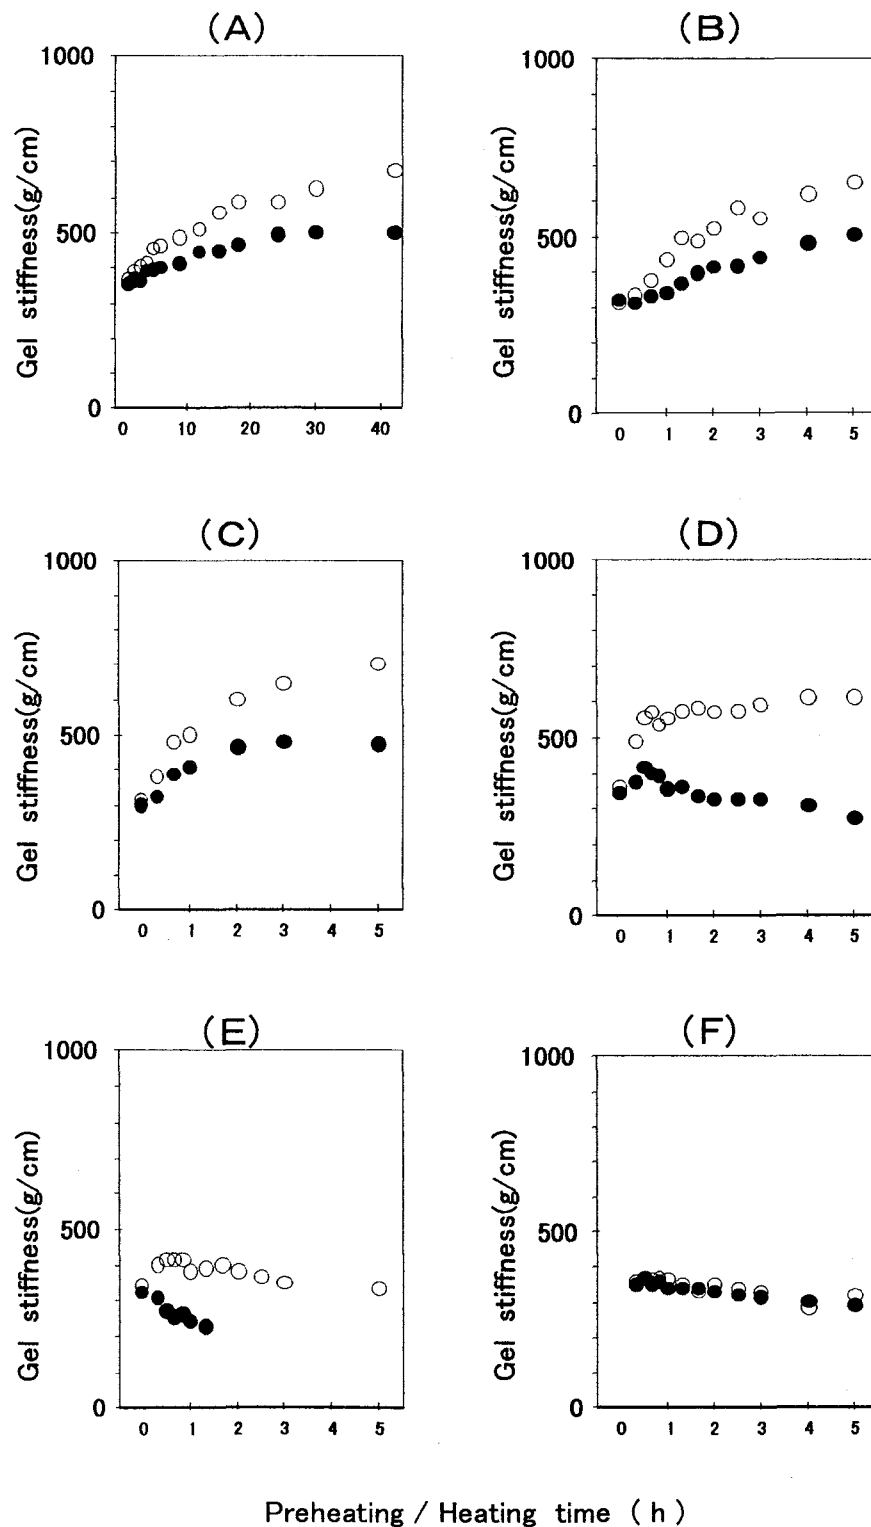 (A)
(B)
Gel stiffness(g/cm)
1000
500
0
0 10 20 30 40
Gel stiffness(g/cm)
1000
500
0
0 1 2 3 4 5
(C)
(D)
Gel stiffness(g/cm)
1000
500
0
0 1 2 3 5
Gel stiffness(g/cm)
1000
500
0
0 1 2 3 4 5
(E)
(F)
Gel stiffness(g/cm)
1000
500
0
0 1 2 3 5
Gel stiffness(g/cm)
1000
500
0
0 1 2 3 4 5
Preheating / Heating time ( h )